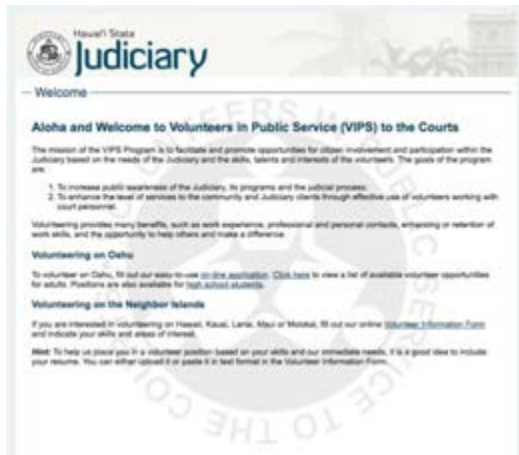 Hawai'i State
Judiciary
Welcome
Aloha and Welcome to Volunteers in Public Service (VIPS) to the Courts
The mission of the VIPS Program is to facilitate and promote opportunities for citizen involvement and participation within the
Judiciary based on the needs of the Judiciary and the skills, talents and interests of the volunteers. The goals of the program
are:
1. To increase public awareness of the Judiciary, its programs and the judicial process.
2. To enhance the level of services to the community and Judiciary clients through effective use of volunteers working with
court personnel.
Volunteering provides many benefits, such as work experience, professional and personal contacts, enhancing or retention of
work skills, and the opportunity to help others and make a difference.
Volunteering on Oahu
To volunteer on Oahu, fill out our easy-to-use on-line application. Click here to view a list of available volunteer opportunities
for adults. Positions are also available for high school students.
Volunteering on the Neighbor Islands
If you are interested in volunteering on Hawaii, Kauai, Lanai, Maui or Molokai, fill out our online Volunteer Information Form
and indicate your skills and areas of interest.
Hint: To help us place you in a volunteer position based on your skills and our immediate needs, it is a good idea to include
your resume. You can either upload it or paste it in text format in the Volunteer Information Form.